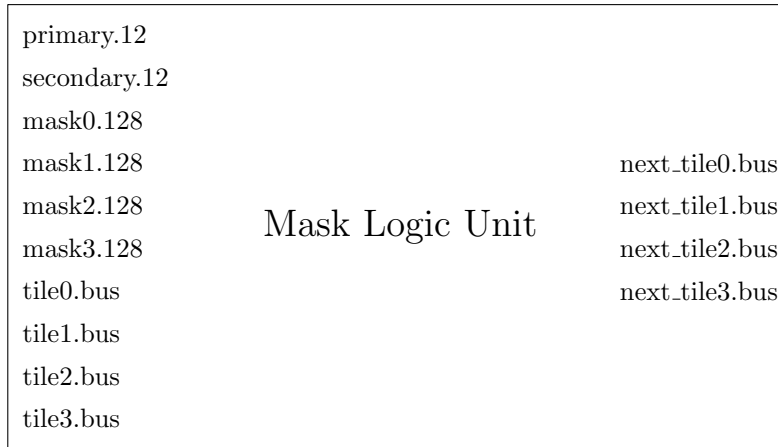 primary.12
secondary.12
mask0.128
mask1.128
mask2.128
mask3.128
tile0.bus
tile1.bus
tile2.bus
tile3.bus
Mask Logic Unit
next_tile0.bus
next_tile1.bus
next_tile2.bus
next_tile3.bus